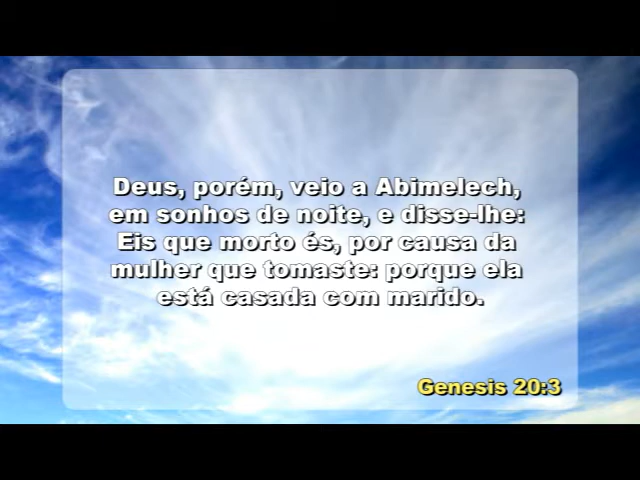 Deus, porém, veio a Abimelech,
em sonhos de noite, e disse-lhe:
Eis que morto és, por causa da
mulher que tomaste: porque ela
está casada com marido.
Genesis 20:3